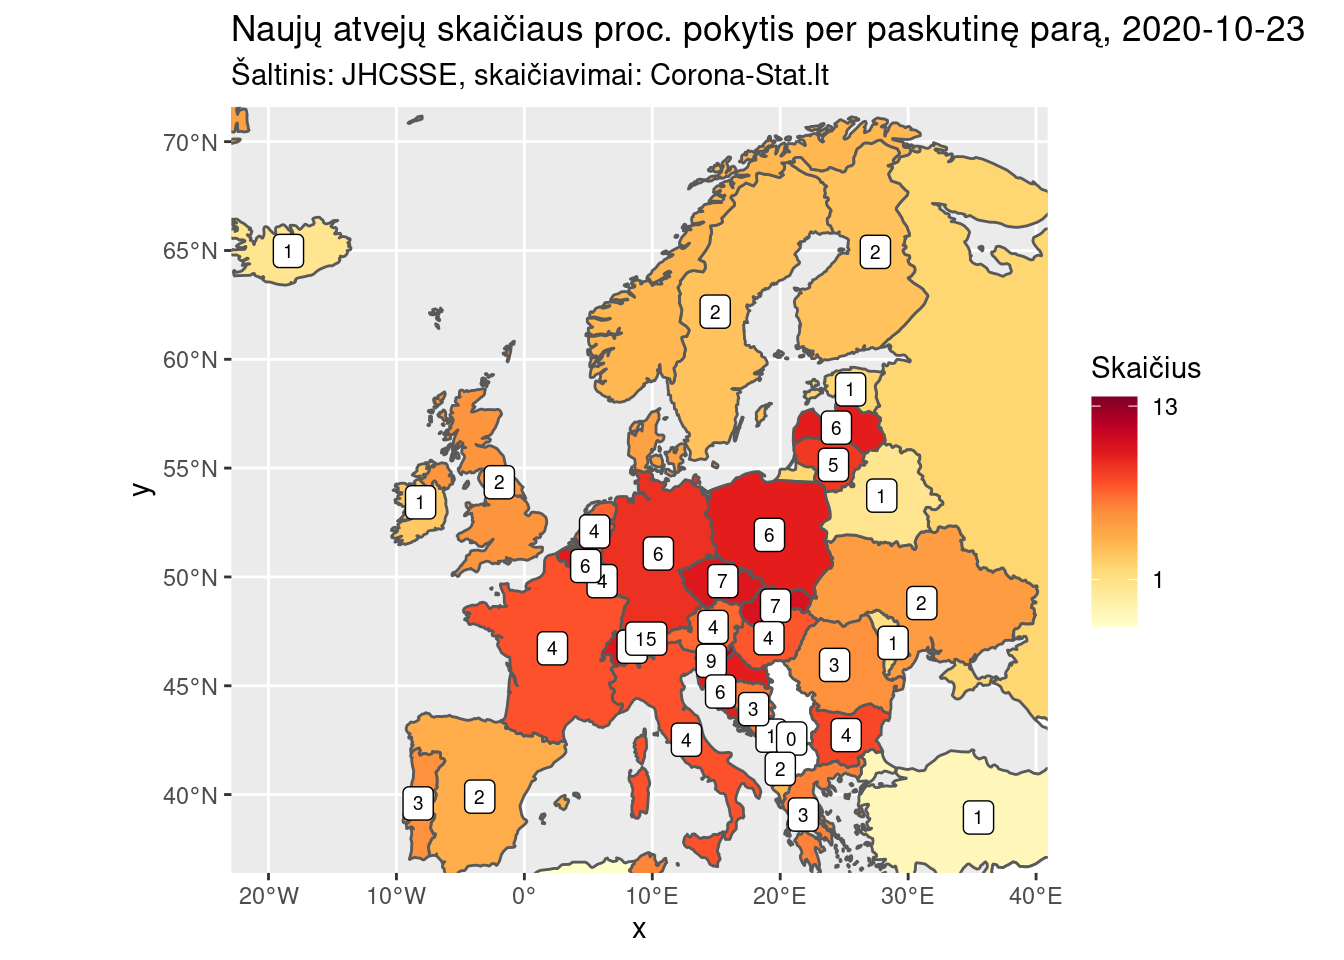 Naujų atvejų skaičiaus proc. pokytis per paskutinę parą, 2020-10-23
Šaltinis: JHCSSE, skaičiavimai: Corona-Stat.lt
70°N
65°N
60°N
55°N
50°N
45°N
40°N
y
1
2
2
1
6
5
1
2
1
4
6
6
6
4
7
7
2
4
4
4
15
9
1
3
6
3
1
0
4
4
2
3
2
3
1
20°W
10°W
0°
10°E
20°E
30°E
40°E
x
Skaičius
13
1